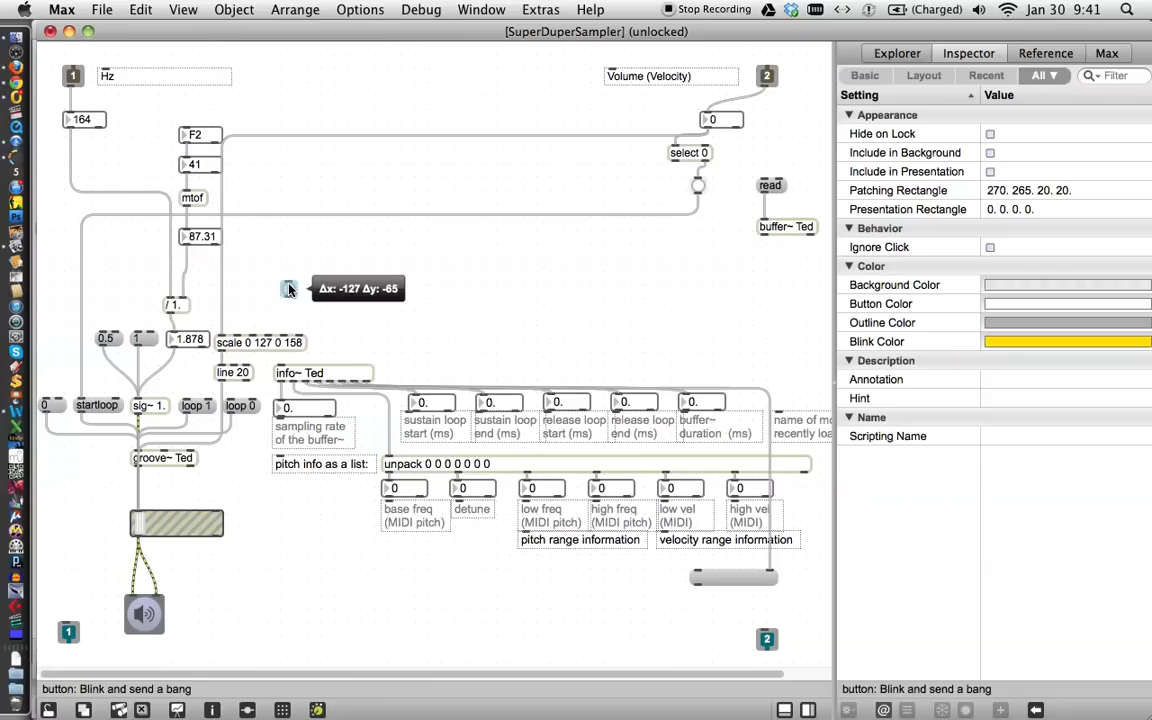 Max File Edit View Object Arrange Options Debug Window Extras Help Stop Recording (Charged) Jan 30 9:41
[SuperDuperSampler] (unlocked)
1 Hz Volume (Velocity) 2
164 0
F2
41 select 0
mtof read
87.31 buffer~ Ted
Δx: -127 Δy: -65
/ 1.
0.5 1 1.878 scale 0 127 0 158
line 20 info~ Ted
0 startloop sig~ 1. loop 1 loop 0 0. 0. 0. 0. 0. 0.
sampling rate of the buffer~
sustain loop start (ms)
sustain loop end (ms)
release loop start (ms)
release loop end (ms)
buffer~ duration (ms)
name of mo
recently loa
groove~ Ted pitch info as a list: unpack 0 0 0 0 0 0 0
0 0 0 0 0 0
base freq (MIDI pitch)
detune
low freq (MIDI pitch)
high freq (MIDI pitch)
low vel (MIDI)
high vel (MIDI)
pitch range information velocity range information
1 2
button: Blink and send a bang
Explorer Inspector Reference Max
Basic Layout Recent All ▼ Filter
Setting Value
Appearance
Hide on Lock
Include in Background
Include in Presentation
Patching Rectangle 270. 265. 20. 20.
Presentation Rectangle 0. 0. 0. 0.
Behavior
Ignore Click
Color
Background Color
Button Color
Outline Color
Blink Color
Description
Annotation
Hint
Name
Scripting Name
button: Blink and send a bang